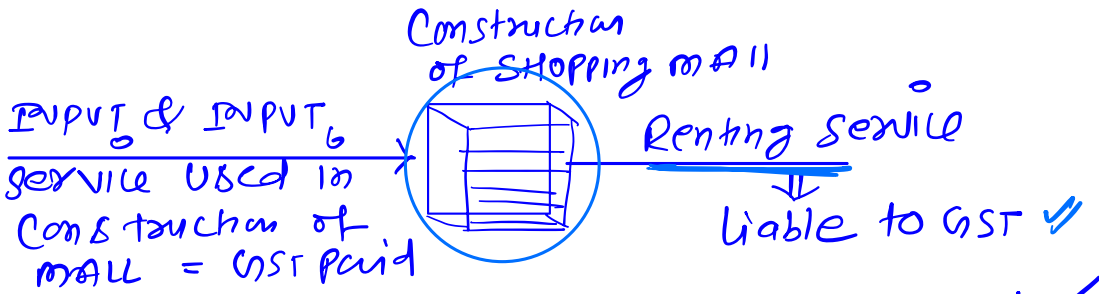 Construction
of SHOPPING MALL
INPUT & INPUT
service used in
Construction of
MALL = GST paid
Renting service
liable to GST